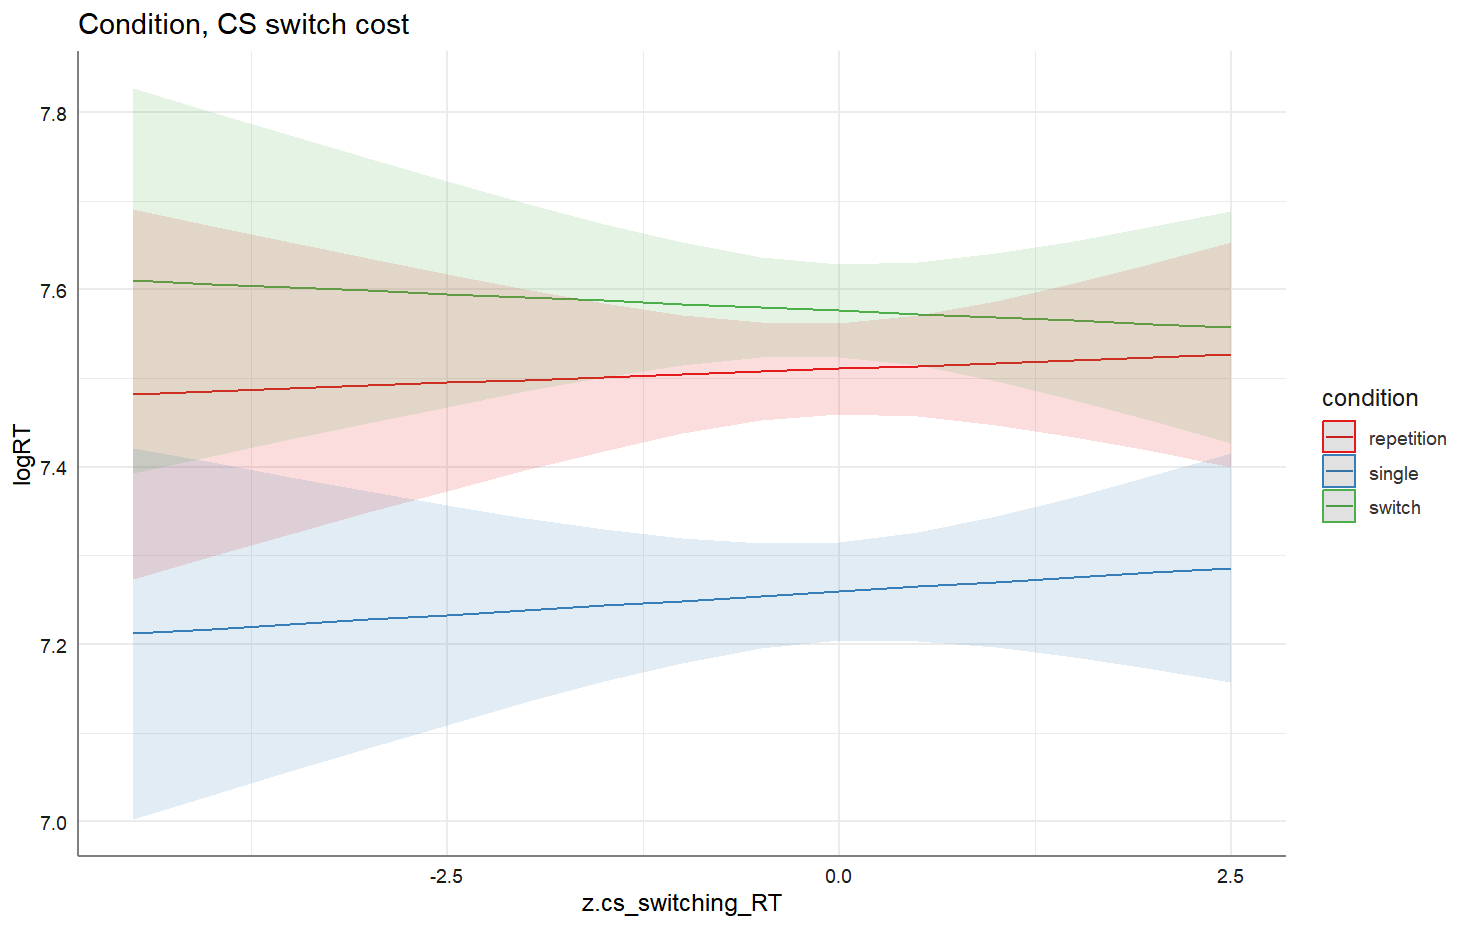 Condition, CS switch cost
7.8
7.6
7.4
7.2
7.0
logRT
-2.5
0.0
2.5
z.cs_switching_RT
condition
repetition
single
switch